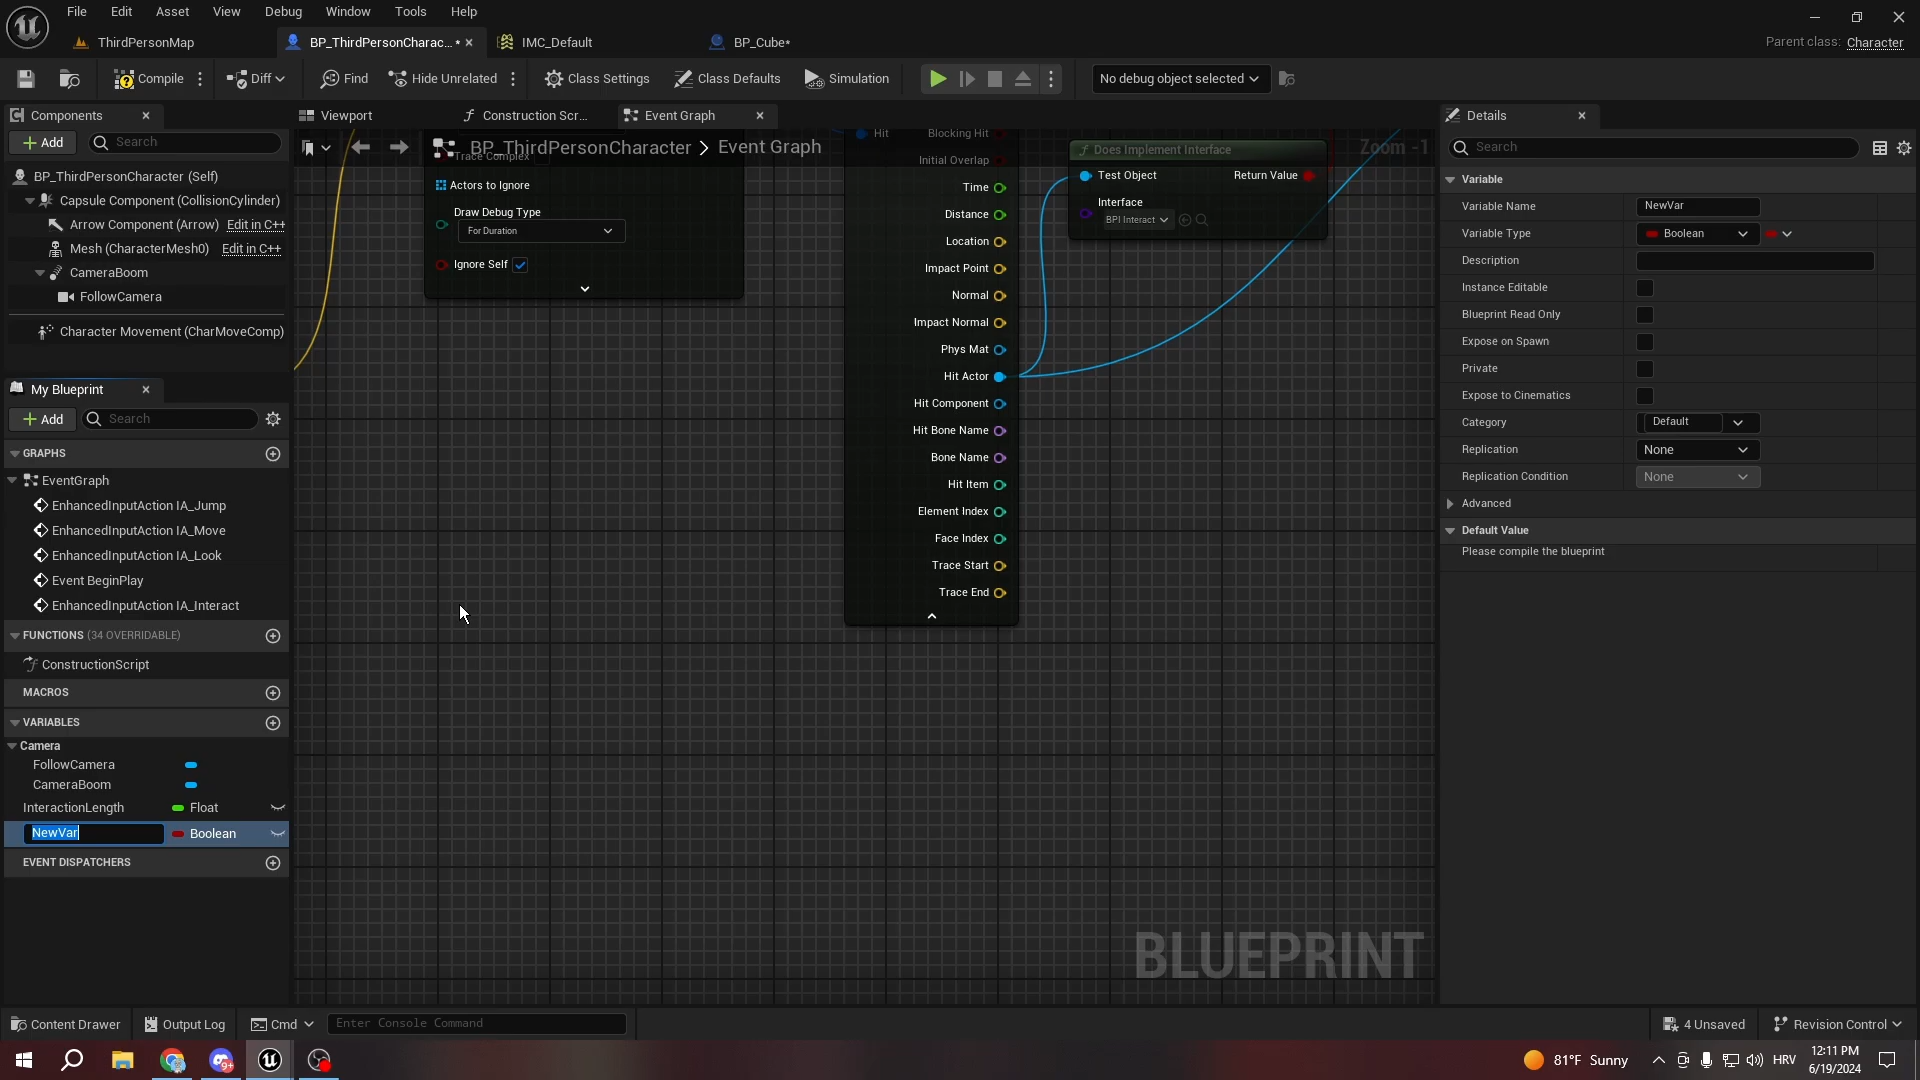 File Edit Asset View Debug Window Tools Help
ThirdPersonMap
BP_ThirdPersonCharac... *
IMC_Default
BP_Cube*
Parent class: Character
Compile
Diff
Find
Hide Unrelated
Class Settings
Class Defaults
Simulation
No debug object selected
Components
Add
Search
BP_ThirdPersonCharacter (Self)
Capsule Component (CollisionCylinder)
Arrow Component (Arrow) Edit in C++
Mesh (CharacterMesh0) Edit in C++
CameraBoom
FollowCamera
Character Movement (CharMoveComp)
My Blueprint
Add
Search
GRAPHS
EventGraph
EnhancedInputAction IA_Jump
EnhancedInputAction IA_Move
EnhancedInputAction IA_Look
Event BeginPlay
EnhancedInputAction IA_Interact
FUNCTIONS (34 OVERRIDABLE)
ConstructionScript
MACROS
VARIABLES
Camera
FollowCamera
CameraBoom
InteractionLength Float
NewVar Boolean
EVENT DISPATCHERS
Viewport
Construction Scr...
Event Graph
BP_ThirdPersonCharacter > Event Graph
Zoom -1
Trace Complex
Actors to Ignore
Draw Debug Type
For Duration
Ignore Self
Hit Blocking Hit
Initial Overlap
Time
Distance
Location
Impact Point
Normal
Impact Normal
Phys Mat
Hit Actor
Hit Component
Hit Bone Name
Bone Name
Hit Item
Element Index
Face Index
Trace Start
Trace End
Does Implement Interface
Test Object Return Value
Interface
BPI Interact
BLUEPRINT
Details
Search
Variable
Variable Name NewVar
Variable Type Boolean
Description
Instance Editable
Blueprint Read Only
Expose on Spawn
Private
Expose to Cinematics
Category Default
Replication None
Replication Condition None
Advanced
Default Value
Please compile the blueprint
Content Drawer
Output Log
Cmd
Enter Console Command
4 Unsaved
Revision Control
9+
81°F Sunny
HRV
12:11 PM
6/19/2024